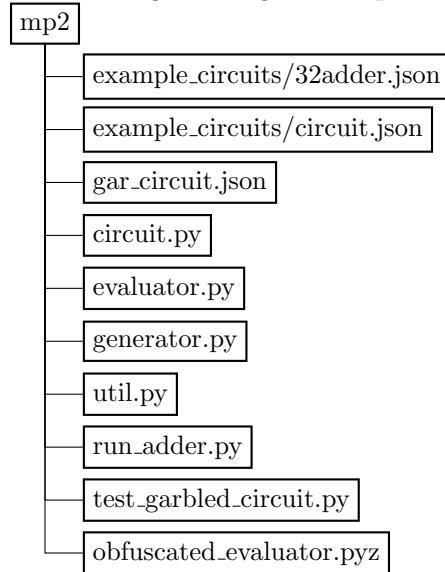 mp2
example_circuits/32adder.json
example_circuits/circuit.json
gar_circuit.json
circuit.py
evaluator.py
generator.py
util.py
run_adder.py
test_garbled_circuit.py
obfuscated_evaluator.pyz